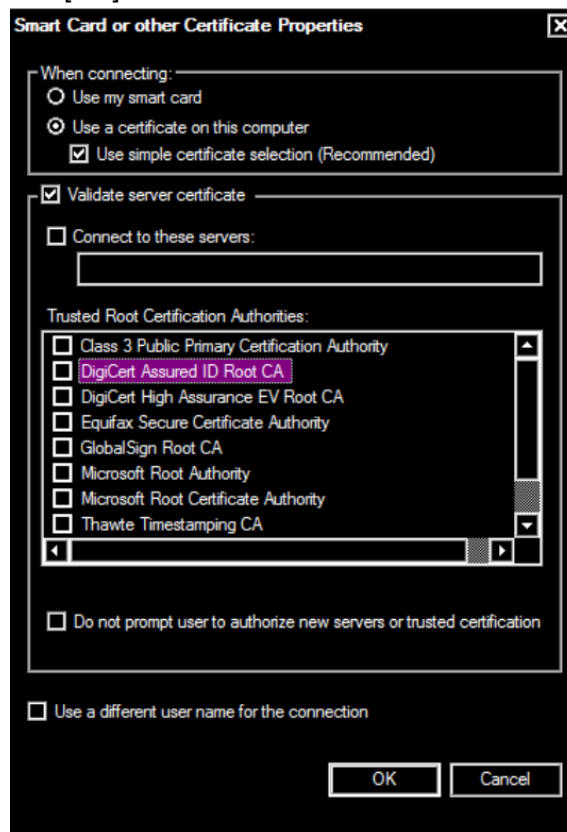 Smart Card or other Certificate Properties
When connecting:
Use my smart card
Use a certificate on this computer
Use simple certificate selection (Recommended)
Validate server certificate
Connect to these servers:
Trusted Root Certification Authorities:
Class 3 Public Primary Certification Authority
DigiCert Assured ID Root CA
DigiCert High Assurance EV Root CA
Equifax Secure Certificate Authority
GlobalSign Root CA
Microsoft Root Authority
Microsoft Root Certificate Authority
Thawte Timestamping CA
Do not prompt user to authorize new servers or trusted certification
Use a different user name for the connection
OK Cancel